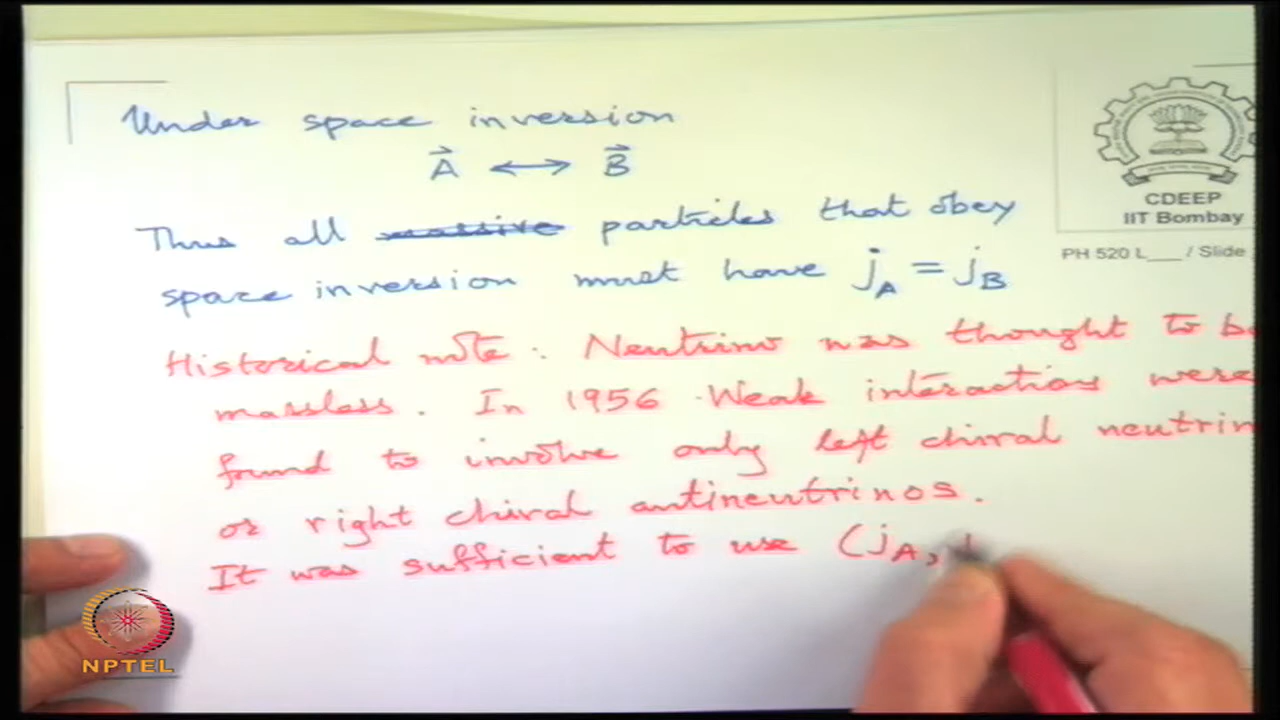 Under space inversion
A⃗ ⟷ B⃗
Thus all massive particles that obey
space inversion must have j_A = j_B
Historical note : Neutrino was thought to be
massless. In 1956 Weak interactions were
found to involve only left chiral neutrin
or right chiral antineutrinos.
It was sufficient to use (j_A,
CDEEP
IIT Bombay
PH 520 L___ / Slide
NPTEL